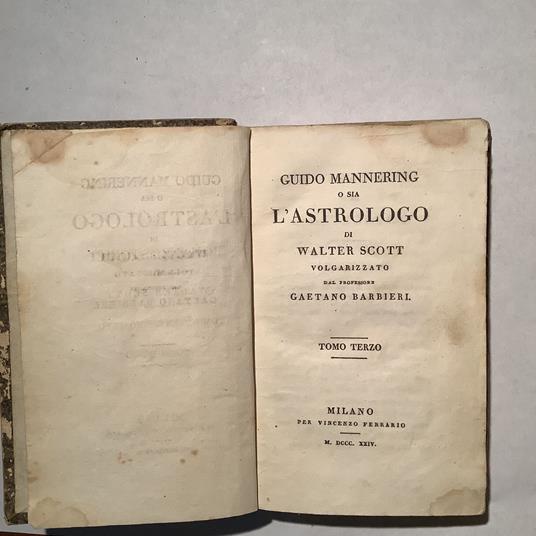 GUIDO MANNERING
O SIA
L'ASTROLOGO
DI
WALTER SCOTT
VOLGARIZZATO
DAL PROFESSORE
GAETANO BARBIERI.
TOMO TERZO
MILANO
PER VINCENZO FERRARIO
M. DCCC. XXIV.